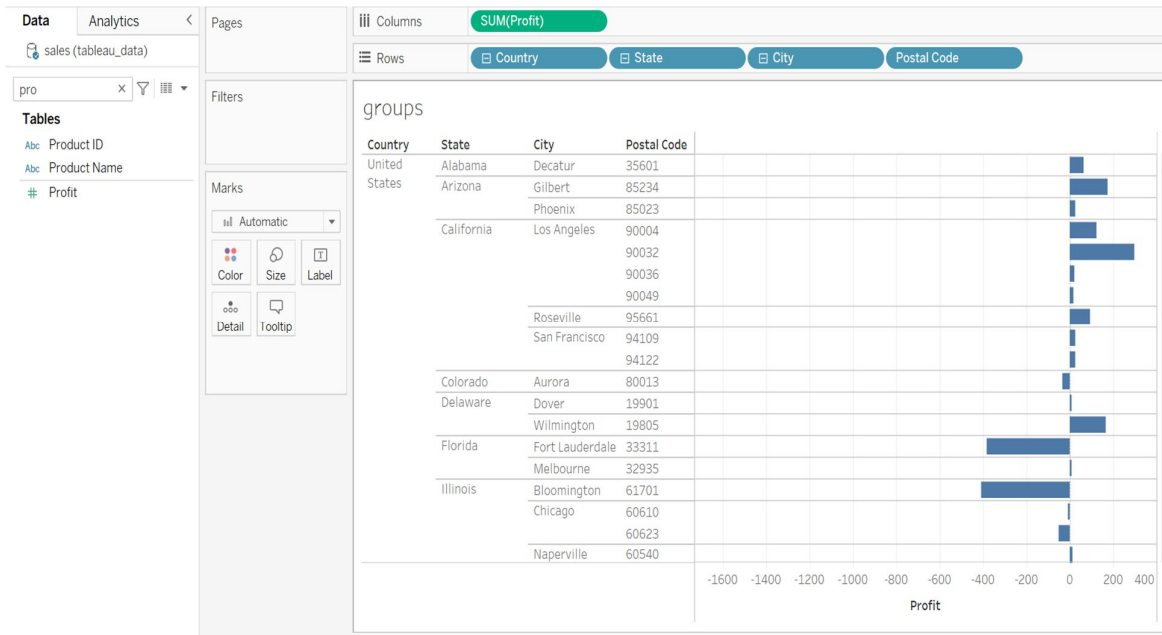 Data Analytics <
sales (tableau_data)
pro ×
Tables
Abc Product ID
Abc Product Name
# Profit
Pages
Filters
Marks
Automatic
Color Size Label
Detail Tooltip
Columns SUM(Profit)
Rows Country State City Postal Code
groups
Country State City Postal Code
United States Alabama Decatur 35601
Arizona Gilbert 85234
Phoenix 85023
California Los Angeles 90004
90032
90036
90049
Roseville 95661
San Francisco 94109
94122
Colorado Aurora 80013
Delaware Dover 19901
Wilmington 19805
Florida Fort Lauderdale 33311
Melbourne 32935
Illinois Bloomington 61701
Chicago 60610
60623
Naperville 60540
-1600 -1400 -1200 -1000 -800 -600 -400 -200 0 200 400
Profit